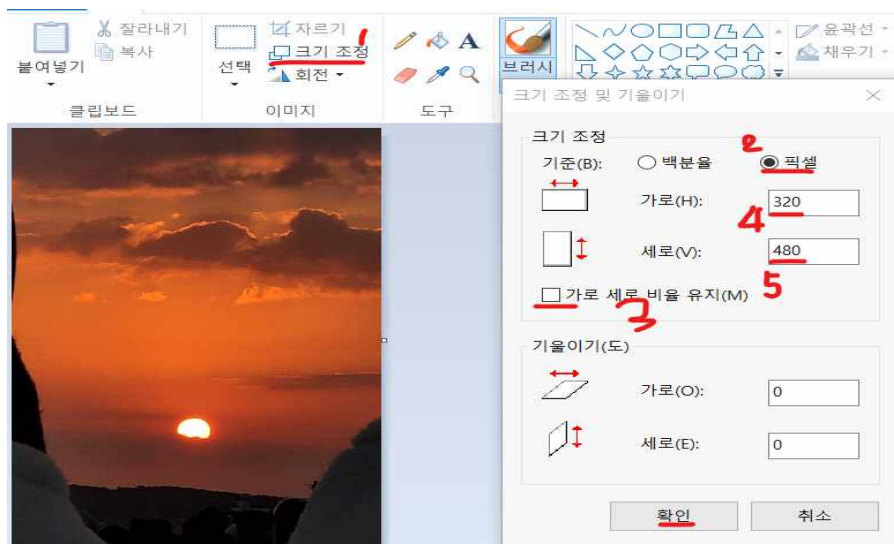 잘라내기
복사
붙여넣기
클립보드
선택
자르기
크기 조정
회전
이미지
A
도구
브러시
윤곽선
채우기
1
크기 조정 및 기울이기
크기 조정
기준(B): 백분율 픽셀
2
가로(H): 320
4
세로(V): 480
5
가로 세로 비율 유지(M)
3
기울이기(도)
가로(O): 0
세로(E): 0
확인 취소